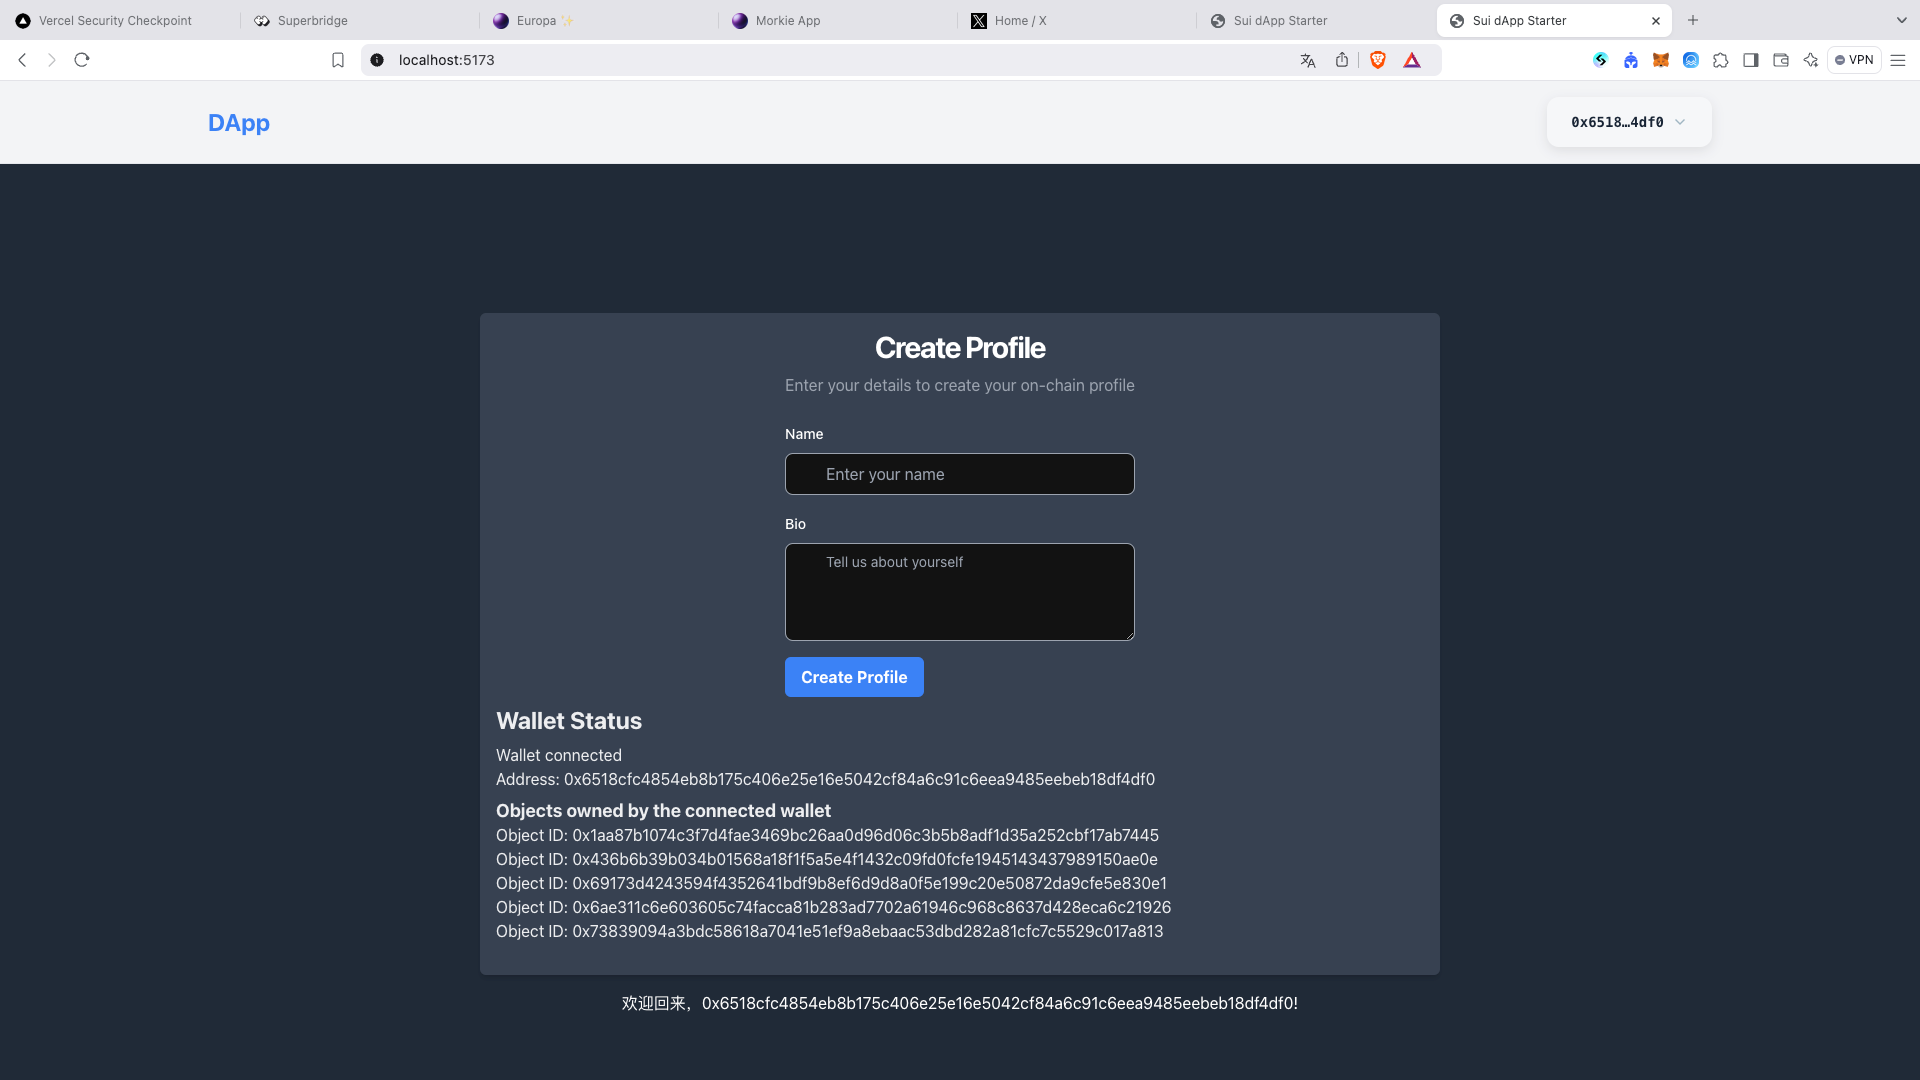 Vercel Security Checkpoint
Superbridge
Europa ✨
Morkie App
Home / X
Sui dApp Starter
Sui dApp Starter
localhost:5173
VPN
DApp
0x6518…4df0
Create Profile
Enter your details to create your on-chain profile
Name
Enter your name
Bio
Tell us about yourself
Create Profile
Wallet Status
Wallet connected
Address: 0x6518cfc4854eb8b175c406e25e16e5042cf84a6c91c6eea9485eebeb18df4df0
Objects owned by the connected wallet
Object ID: 0x1aa87b1074c3f7d4fae3469bc26aa0d96d06c3b5b8adf1d35a252cbf17ab7445
Object ID: 0x436b6b39b034b01568a18f1f5a5e4f1432c09fd0fcfe1945143437989150ae0e
Object ID: 0x69173d4243594f4352641bdf9b8ef6d9d8a0f5e199c20e50872da9cfe5e830e1
Object ID: 0x6ae311c6e603605c74facca81b283ad7702a61946c968c8637d428eca6c21926
Object ID: 0x73839094a3bdc58618a7041e51ef9a8ebaac53dbd282a81cfc7c5529c017a813
欢迎回来，0x6518cfc4854eb8b175c406e25e16e5042cf84a6c91c6eea9485eebeb18df4df0!